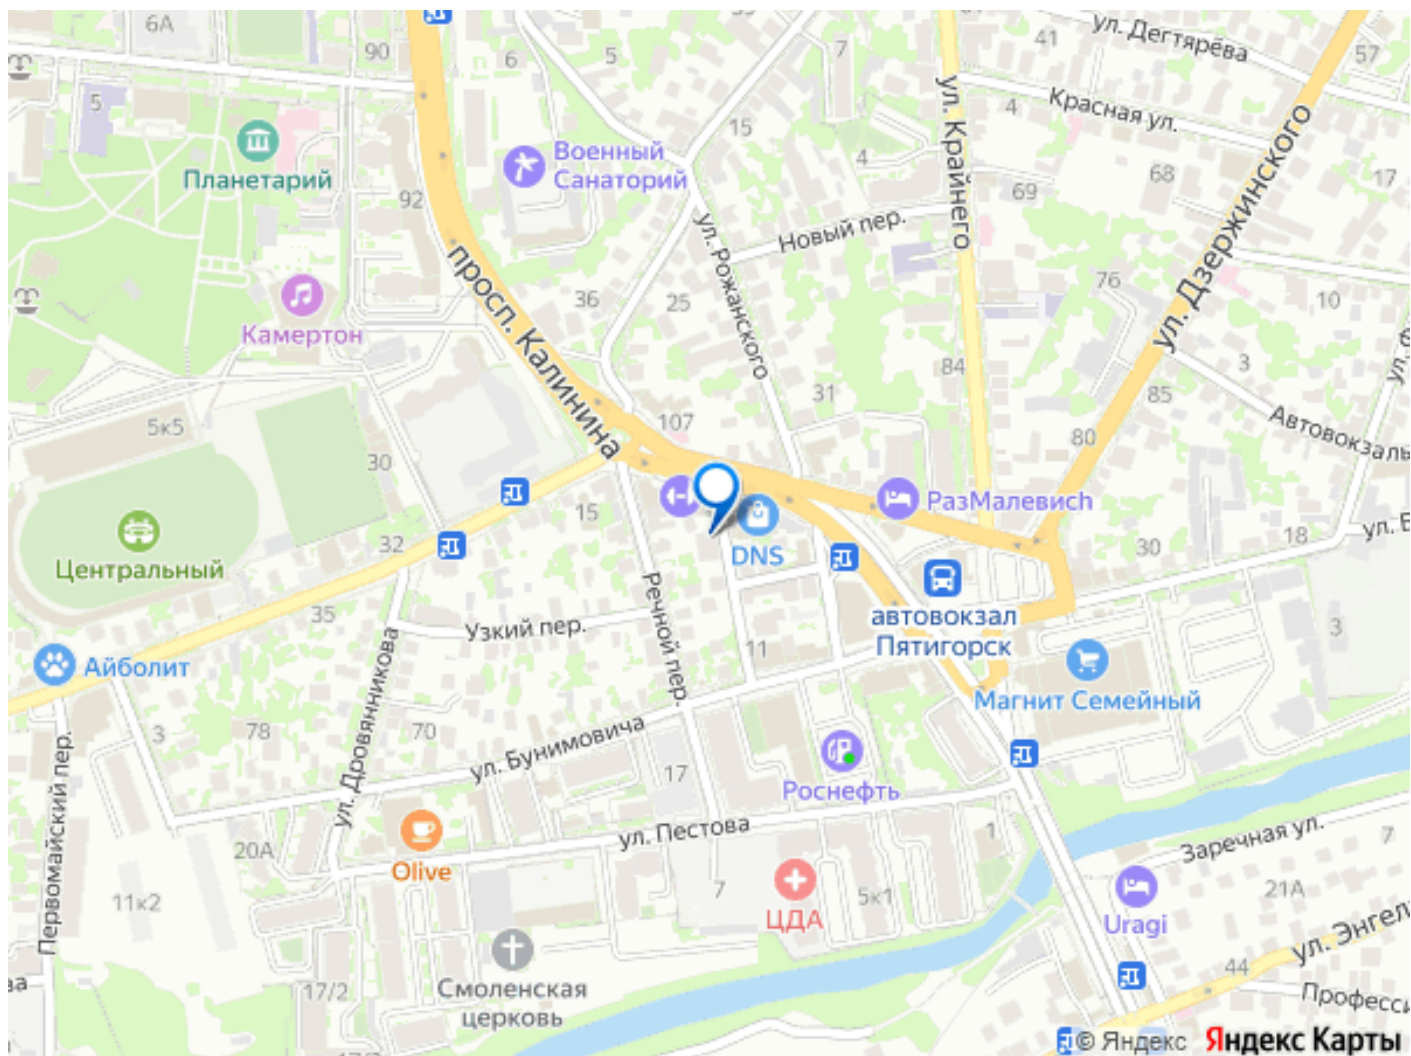 6А
90
6
5
7
41
ул. Дегтярёва
57
5
Планетарий
92
Военный
Санаторий
15
4
ул. Крайнего
4
Красная ул.
69
68
17
ул. Дзержинского
просп. Калинина
Камертон
36
25
ул. Рожанского
Новый пер.
76
10
3
84
31
85
Автовокзаль
80
107
5к5
30
15
РазМалевич
DNS
18
30
32
Центральный
35
Узкий пер.
Речной пер.
11
автовокзал
Пятигорск
3
Айболит
Магнит Семейный
3
78
70
ул. Дровянникова
ул. Бунимовича
17
Роснефть
Первомайский пер.
20А
Olive
ул. Пестова
1
Заречная ул.
7
11к2
7
ЦДА
5к1
Uragi
21А
ул. Энгел
44
Смоленская
церковь
17/2
17/2
Професси
© Яндекс Яндекс Карты